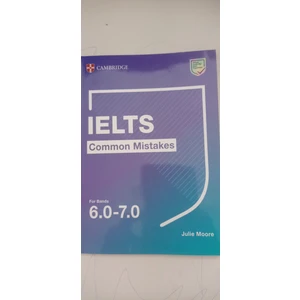 CAMBRIDGE
IELTS
Common Mistakes
For Bands
6.0-7.0
Julie Moore